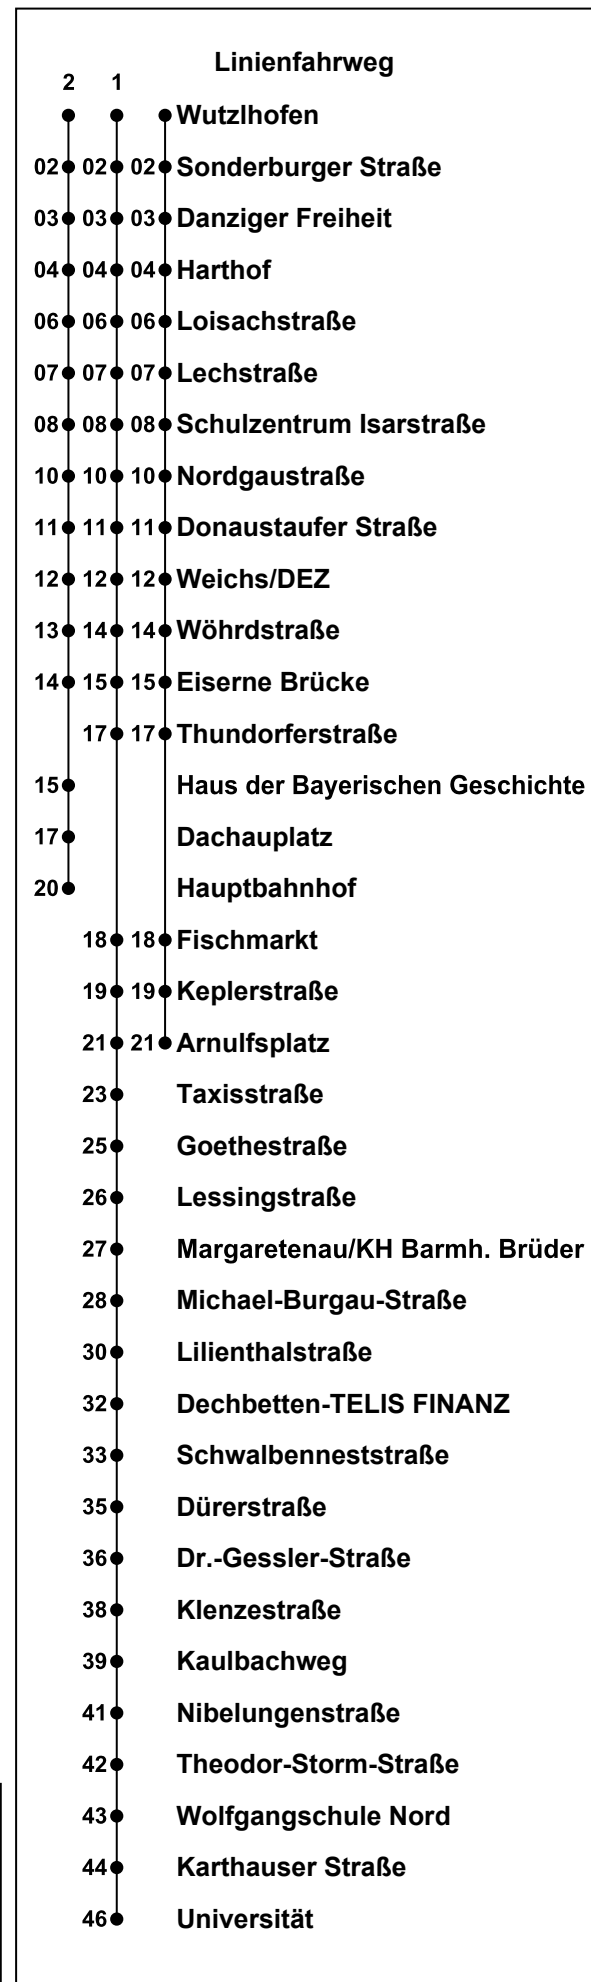 Linienfahrweg
2 1
Wutzlhofen
02 02 02 Sonderburger Straße
03 03 03 Danziger Freiheit
04 04 04 Harthof
06 06 06 Loisachstraße
07 07 07 Lechstraße
08 08 08 Schulzentrum Isarstraße
10 10 10 Nordgaustraße
11 11 11 Donaustaufer Straße
12 12 12 Weichs/DEZ
13 14 14 Wöhrdstraße
14 15 15 Eiserne Brücke
17 17 Thundorferstraße
15 Haus der Bayerischen Geschichte
17 Dachauplatz
20 Hauptbahnhof
18 18 Fischmarkt
19 19 Keplerstraße
21 21 Arnulfsplatz
23 Taxisstraße
25 Goethestraße
26 Lessingstraße
27 Margaretenau/KH Barmh. Brüder
28 Michael-Burgau-Straße
30 Lilienthalstraße
32 Dechbetten-TELIS FINANZ
33 Schwalbenneststraße
35 Dürerstraße
36 Dr.-Gessler-Straße
38 Klenzestraße
39 Kaulbachweg
41 Nibelungenstraße
42 Theodor-Storm-Straße
43 Wolfgangschule Nord
44 Karthauser Straße
46 Universität